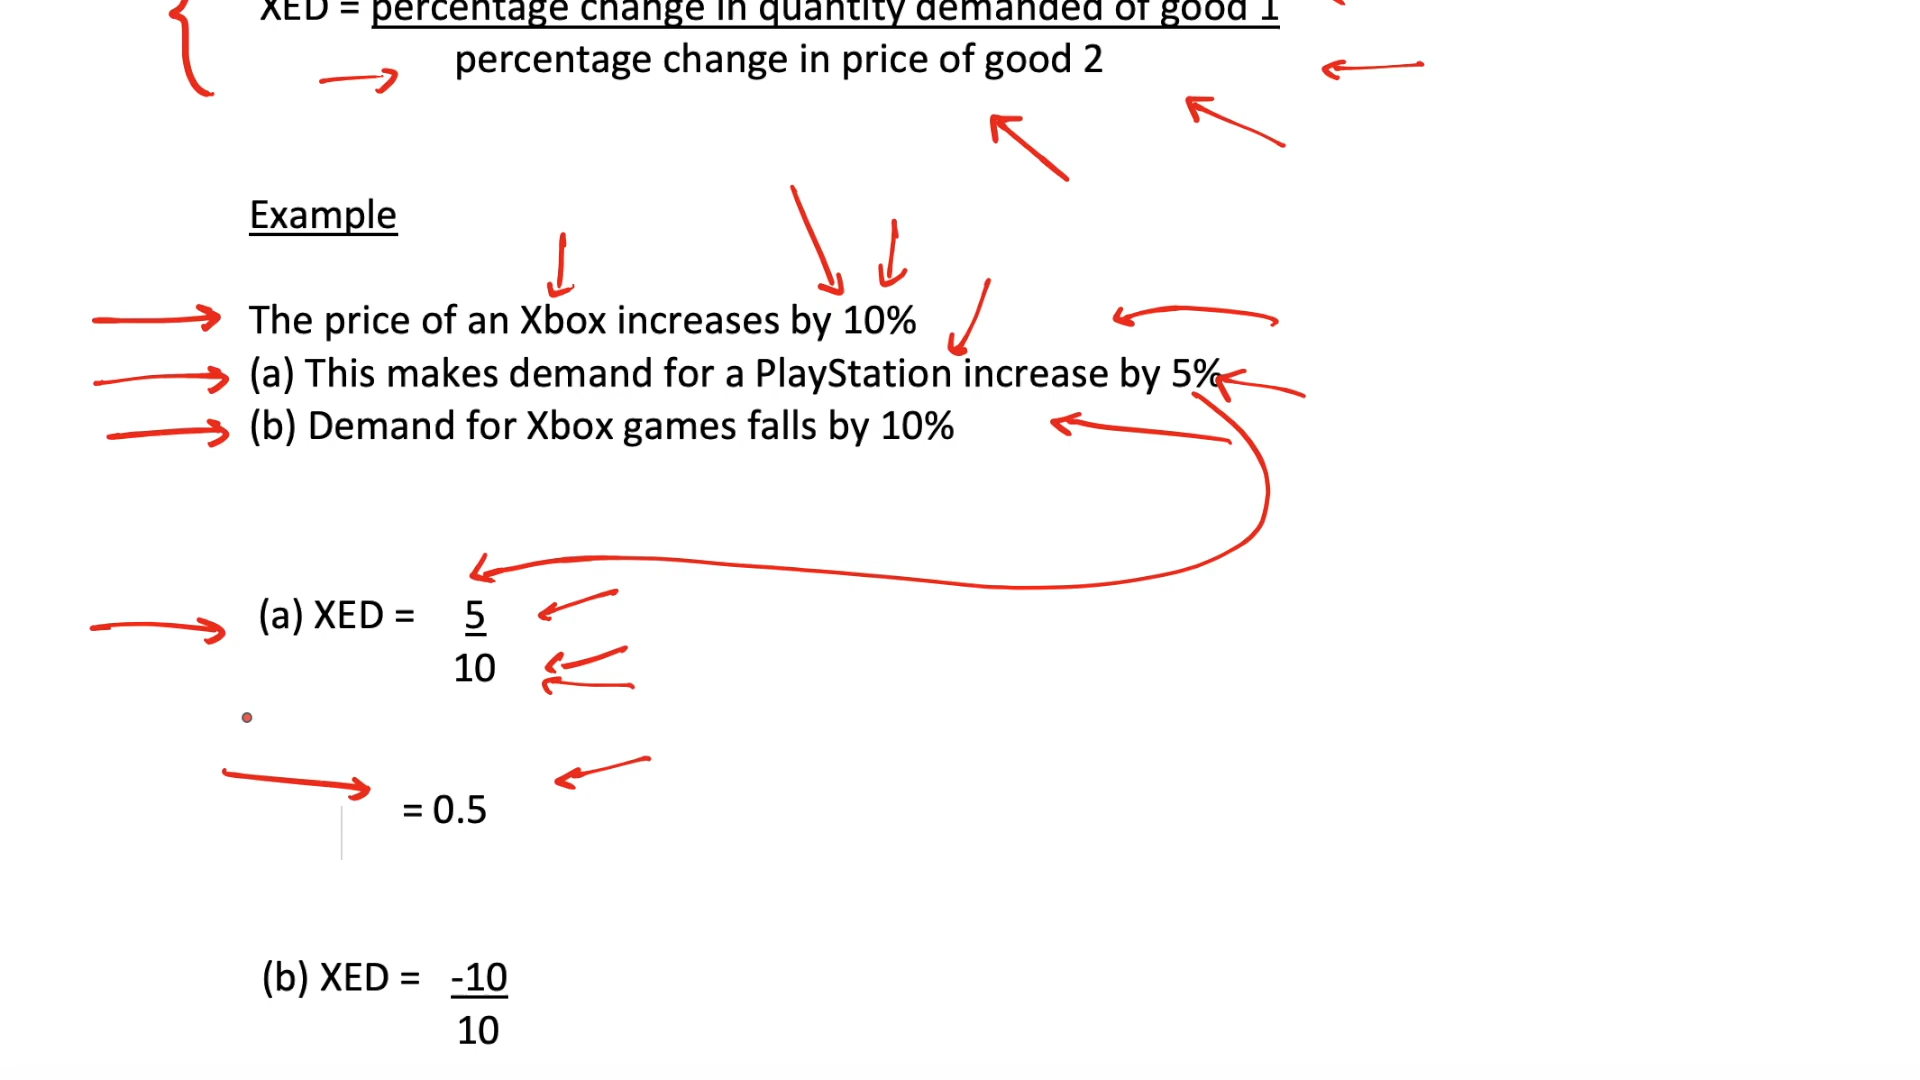 XED = percentage change in quantity demanded of good 1
percentage change in price of good 2
Example
The price of an Xbox increases by 10%
(a) This makes demand for a PlayStation increase by 5%
(b) Demand for Xbox games falls by 10%
(a) XED = 5
10
= 0.5
(b) XED = -10
10